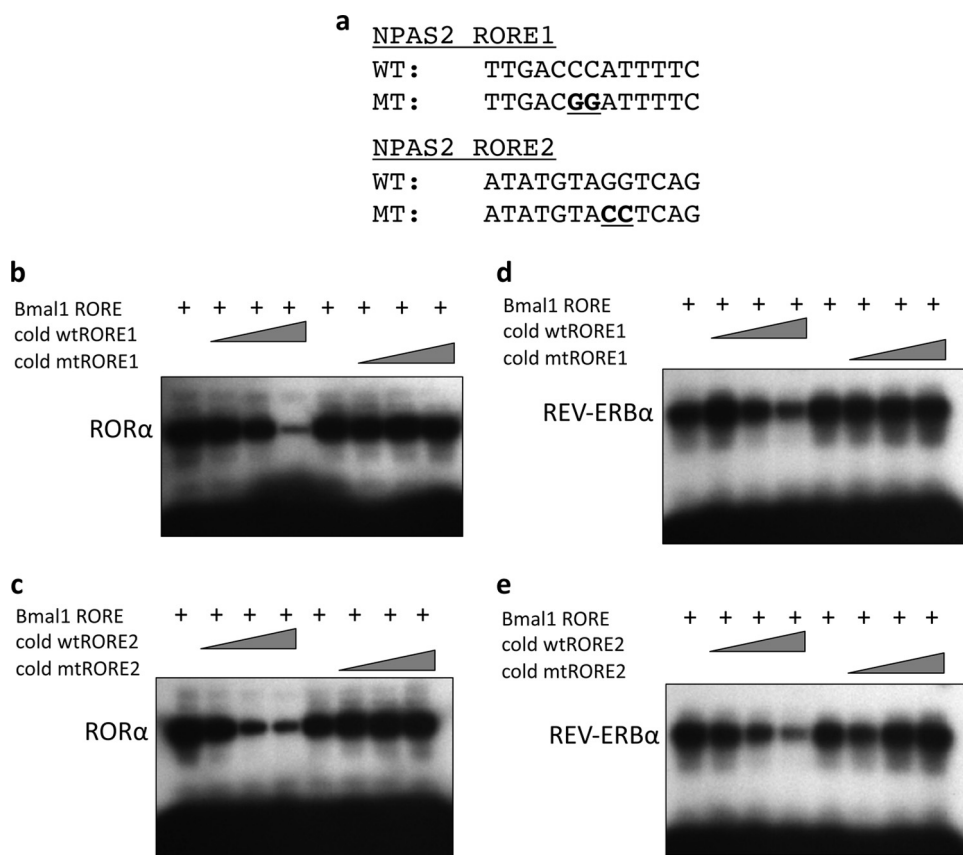 a
NPAS2 RORE1
WT: TTGACCCATTTTC
MT: TTGACGGATTTTC
NPAS2 RORE2
WT: ATATGTAGGTCAG
MT: ATATGTACCTCAG
b
Bmal1 RORE + + + + + + + +
cold wtRORE1
cold mtRORE1
RORα
c
Bmal1 RORE + + + + + + + +
cold wtRORE2
cold mtRORE2
RORα
d
Bmal1 RORE + + + + + + + +
cold wtRORE1
cold mtRORE1
REV-ERBα
e
Bmal1 RORE + + + + + + + +
cold wtRORE2
cold mtRORE2
REV-ERBα